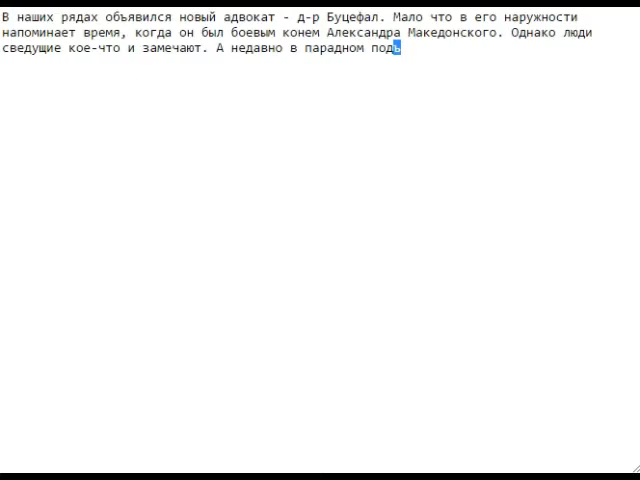 В наших рядах объявился новый адвокат - д-р Буцефал. Мало что в его наружности
напоминает время, когда он был боевым конем Александра Македонского. Однако люди
сведущие кое-что и замечают. А недавно в парадном подъ